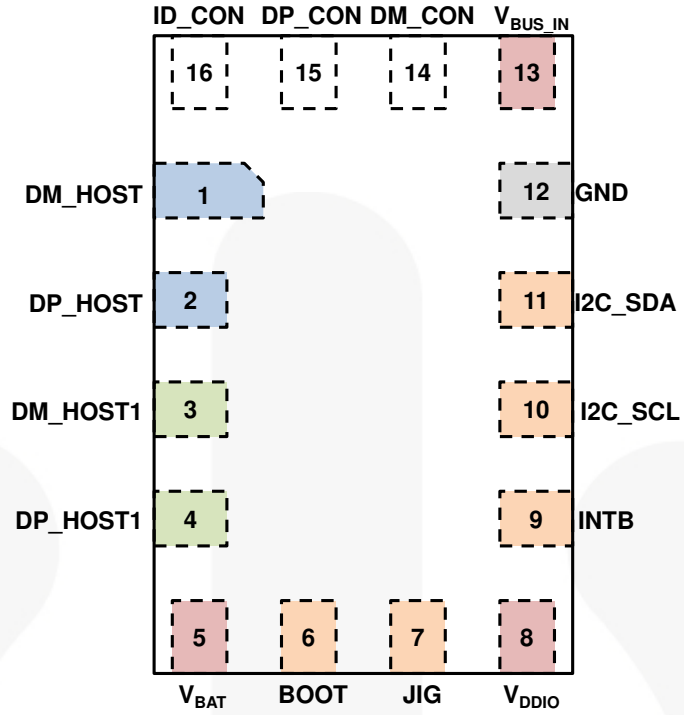 ID_CON DP_CON DM_CON V_BUS_IN
16 15 14 13
DM_HOST 1 12 GND
DP_HOST 2 11 I2C_SDA
DM_HOST1 3 10 I2C_SCL
DP_HOST1 4 9 INTB
5 6 7 8
V_BAT BOOT JIG V_DDIO